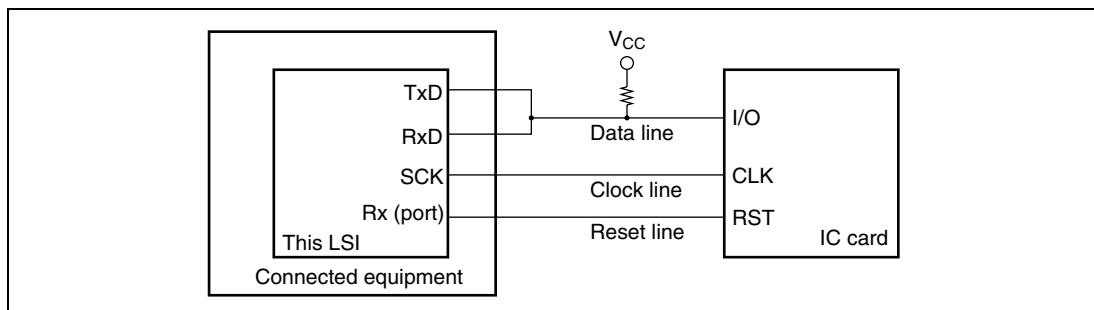 VCC
TxD
RxD
SCK
Rx (port)
This LSI
Connected equipment
Data line
Clock line
Reset line
I/O
CLK
RST
IC card